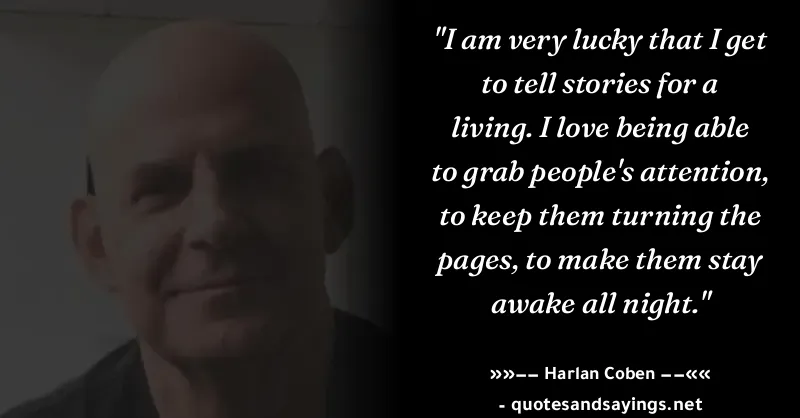 "I am very lucky that I get
to tell stories for a
living. I love being able
to grab people's attention,
to keep them turning the
pages, to make them stay
awake all night."
»»–– Harlan Coben ––««
- quotesandsayings.net